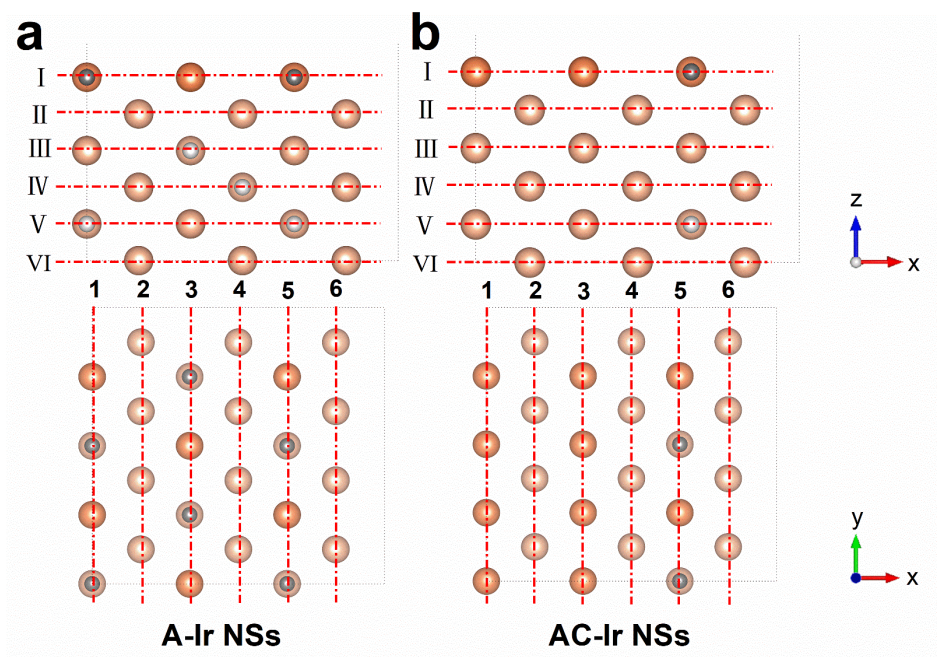 a
b
I
II
III
IV
V
VI
I
II
III
IV
V
VI
z
x
1 2 3 4 5 6
1 2 3 4 5 6
y
x
A-Ir NSs
AC-Ir NSs